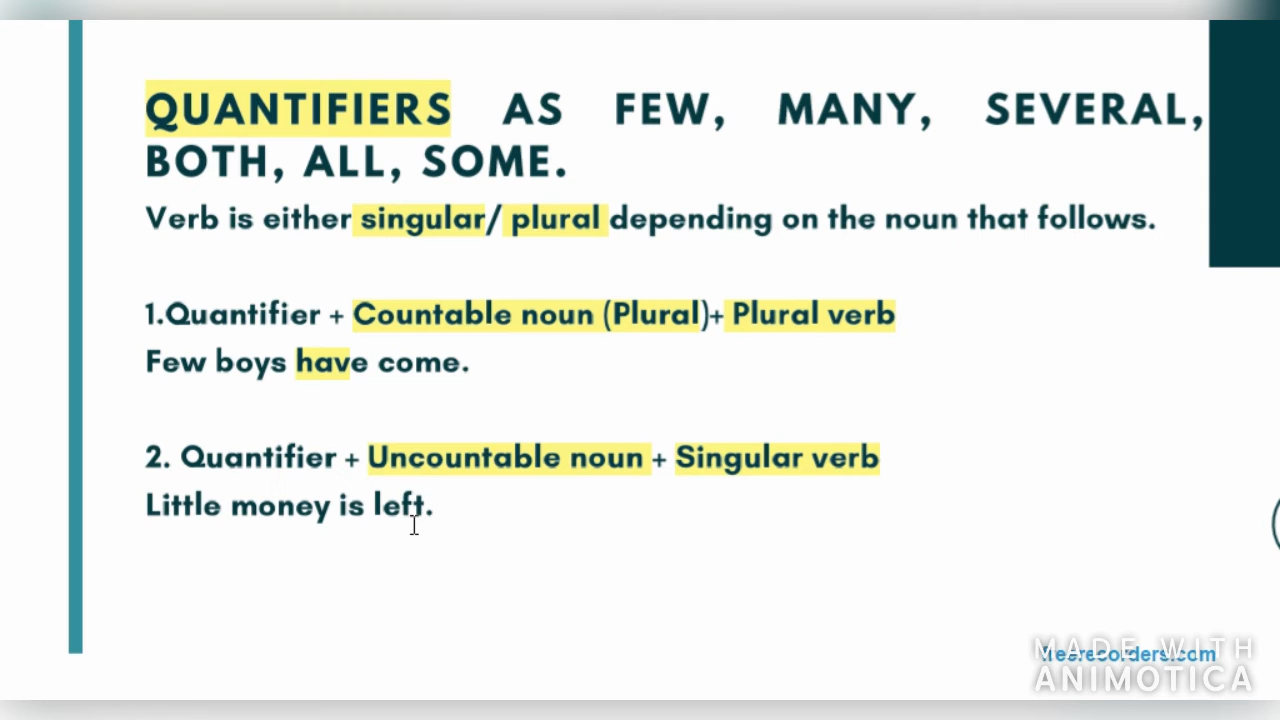 QUANTIFIERS AS FEW, MANY, SEVERAL,
BOTH, ALL, SOME.
Verb is either singular/ plural depending on the noun that follows.
1.Quantifier + Countable noun (Plural)+ Plural verb
Few boys have come.
2. Quantifier + Uncountable noun + Singular verb
Little money is left.
MADE WITH
freerecorders.com
ANIMOTICA